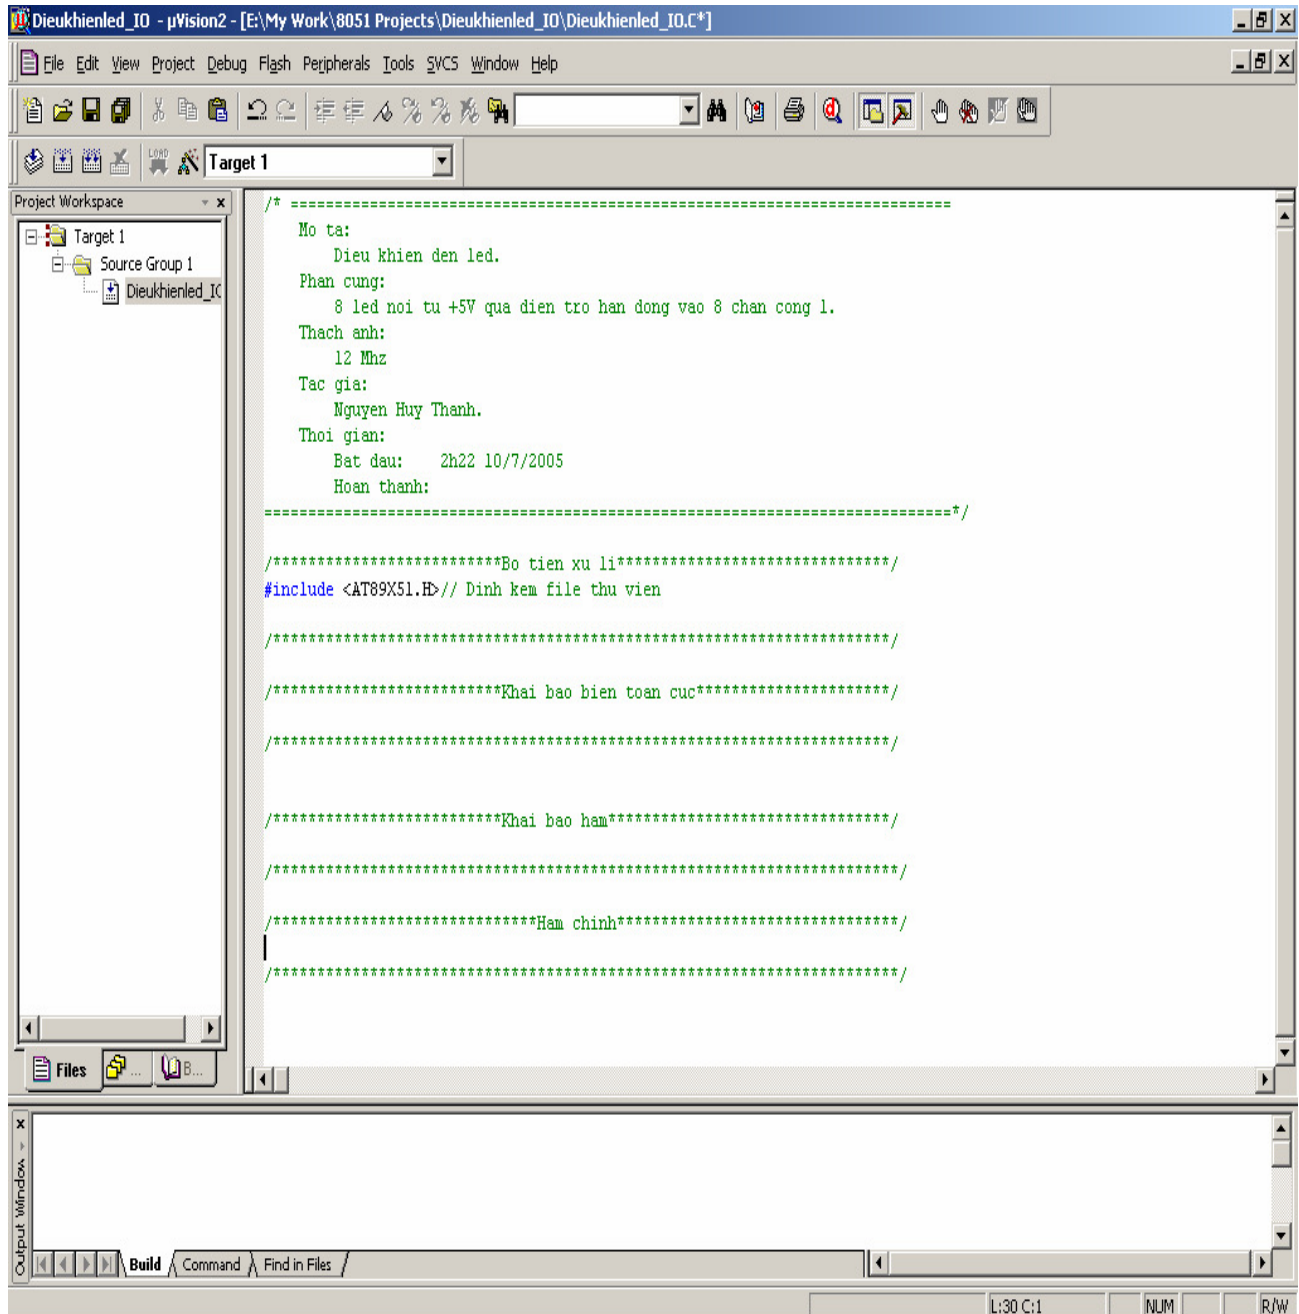 Dieukhienled_IO - µVision2 - [E:\My Work\8051 Projects\Dieukhienled_IO\Dieukhienled_IO.C*]
File Edit View Project Debug Flash Peripherals Tools SVCS Window Help
LOAD
Target 1
Project Workspace
Target 1
Source Group 1
Dieukhienled_IO
/* ===========================================================================
Mo ta:
Dieu khien den led.
Phan cung:
8 led noi tu +5V qua dien tro han dong vao 8 chan cong 1.
Thach anh:
12 Mhz
Tac gia:
Nguyen Huy Thanh.
Thoi gian:
Bat dau: 2h22 10/7/2005
Hoan thanh:
==============================================================================*/
/**************************Bo tien xu li*******************************/
#include <AT89X51.H>// Dinh kem file thu vien
/**********************************************************************/
/**************************Khai bao bien toan cuc**********************/
/**********************************************************************/
/**************************Khai bao ham********************************/
/***********************************************************************/
/******************************Ham chinh********************************/
/***********************************************************************/
Files
...
B...
Output Window
Build Command Find in Files
L:30 C:1 NUM R/W